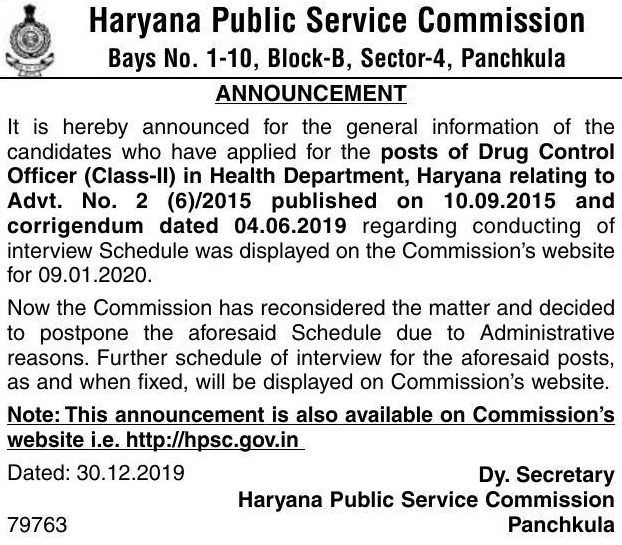 Haryana Public Service Commission
Bays No. 1-10, Block-B, Sector-4, Panchkula
ANNOUNCEMENT
It is hereby announced for the general information of the
candidates who have applied for the posts of Drug Control
Officer (Class-II) in Health Department, Haryana relating to
Advt. No. 2 (6)/2015 published on 10.09.2015 and
corrigendum dated 04.06.2019 regarding conducting of
interview Schedule was displayed on the Commission's website
for 09.01.2020.
Now the Commission has reconsidered the matter and decided
to postpone the aforesaid Schedule due to Administrative
reasons. Further schedule of interview for the aforesaid posts,
as and when fixed, will be displayed on Commission's website.
Note: This announcement is also available on Commission's
website i.e. http://hpsc.gov.in
Dated: 30.12.2019
Dy. Secretary
Haryana Public Service Commission
79763
Panchkula